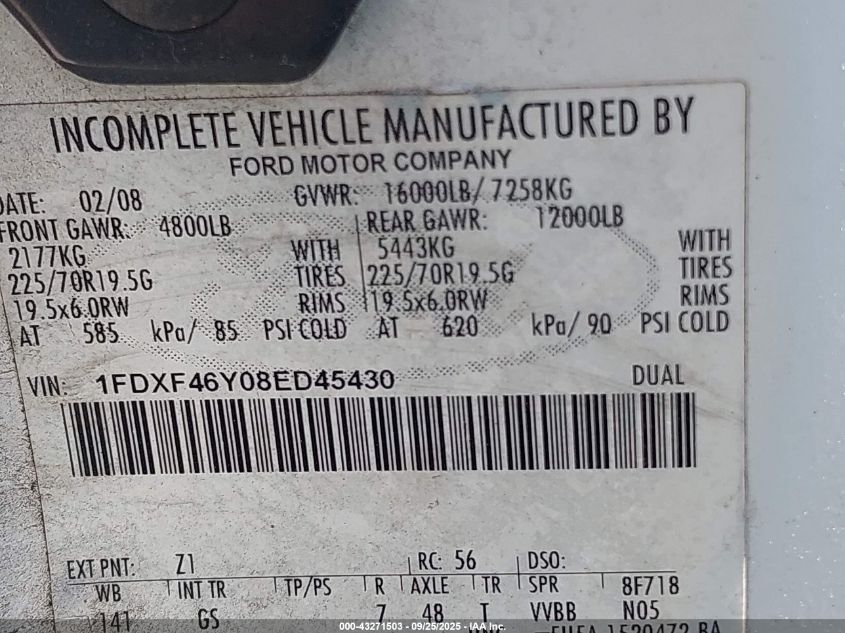 INCOMPLETE VEHICLE MANUFACTURED BY
FORD MOTOR COMPANY
DATE: 02/08 GVWR: 16000LB/ 7258KG
FRONT GAWR: 4800LB REAR GAWR: 12000LB
2177KG WITH 5443KG WITH
225/70R19.5G TIRES 225/70R19.5G TIRES
19.5x6.0RW RIMS 19.5x6.0RW RIMS
AT 585 kPa/ 85 PSI COLD AT 620 kPa/ 90 PSI COLD
VIN: 1FDXF46Y08ED45430 DUAL
EXT PNT: Z1 RC: 56 DSO:
WB INT TR TP/PS R AXLE TR SPR 8F718
141 GS 7 48 T VVBB N05
000-43271503 - 09/25/2025 - IAA Inc.